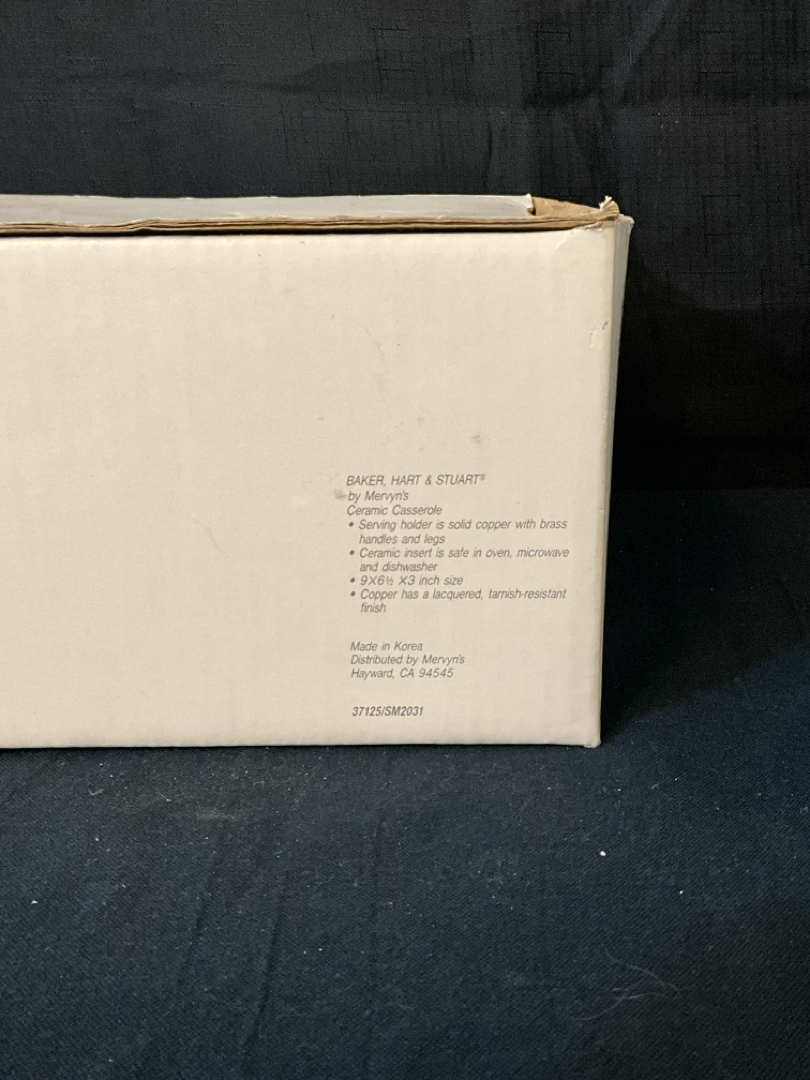 BAKER, HART & STUART®
by Mervyn's
Ceramic Casserole
• Serving holder is solid copper with brass
handles and legs
• Ceramic insert is safe in oven, microwave
and dishwasher
• 9X6½ X3 inch size
• Copper has a lacquered, tarnish-resistant
finish
Made in Korea
Distributed by Mervyn's
Hayward, CA 94545
37125/SM2031